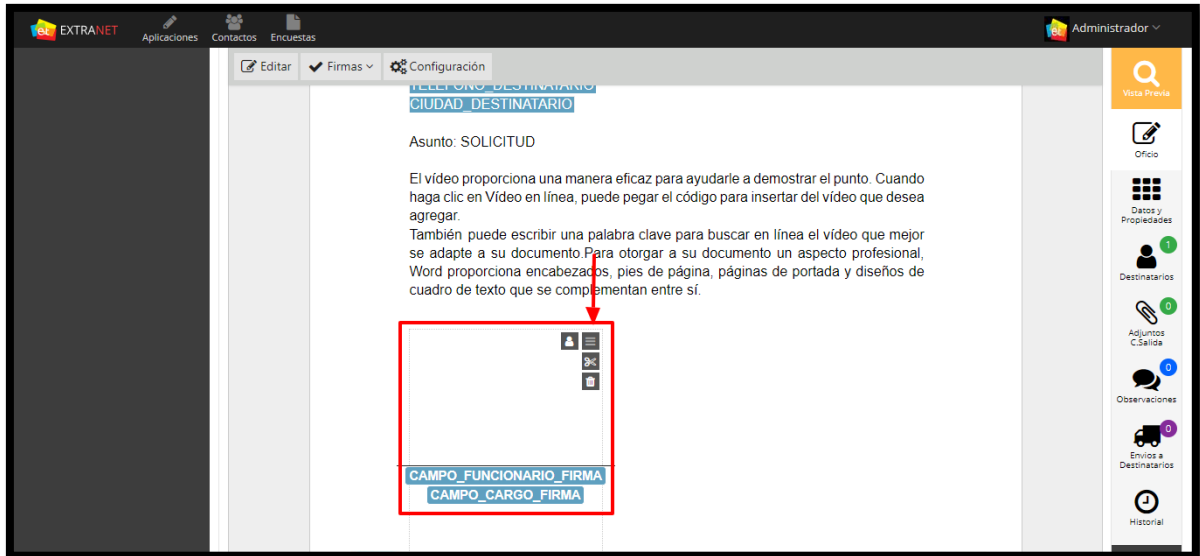 et EXTRANET
Aplicaciones
Contactos
Encuestas
et Administrador
Editar
Firmas
Configuración
TELEFONO_DESTINATARIO
CIUDAD_DESTINATARIO
Asunto: SOLICITUD
El vídeo proporciona una manera eficaz para ayudarle a demostrar el punto. Cuando
haga clic en Vídeo en línea, puede pegar el código para insertar del vídeo que desea
agregar.
También puede escribir una palabra clave para buscar en línea el vídeo que mejor
se adapte a su documento.Para otorgar a su documento un aspecto profesional,
Word proporciona encabezados, pies de página, páginas de portada y diseños de
cuadro de texto que se complementan entre sí.
CAMPO_FUNCIONARIO_FIRMA
CAMPO_CARGO_FIRMA
Vista Previa
Oficio
Datos y
Propiedades
1
Destinatarios
0
Adjuntos
C.Salida
0
Observaciones
0
Envios a
Destinatarios
Historial